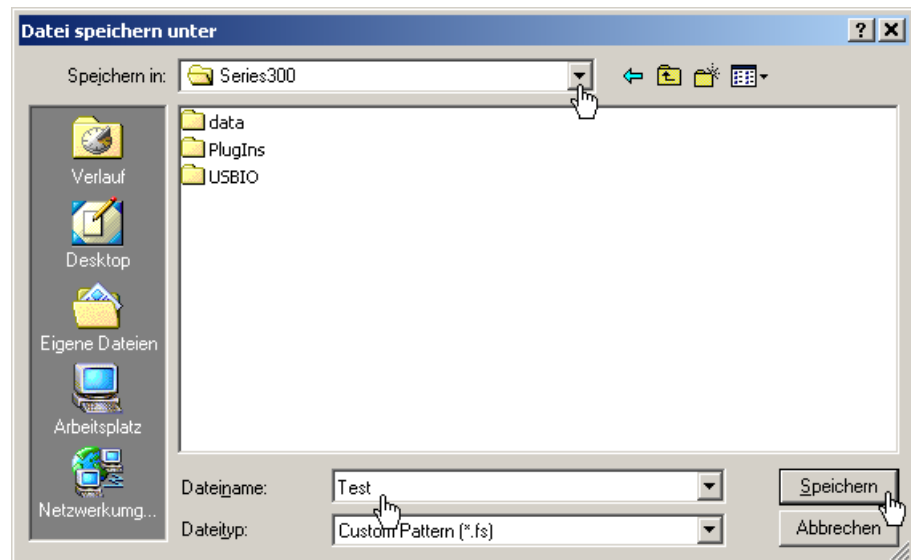 Datei speichern unter
Speichern in: Series300
data
PlugIns
USBIO
Verlauf
Desktop
Eigene Dateien
Arbeitsplatz
Netzwerkumg...
Dateiname: Test
Speichern
Dateityp: Custom Pattern (*.fs)
Abbrechen